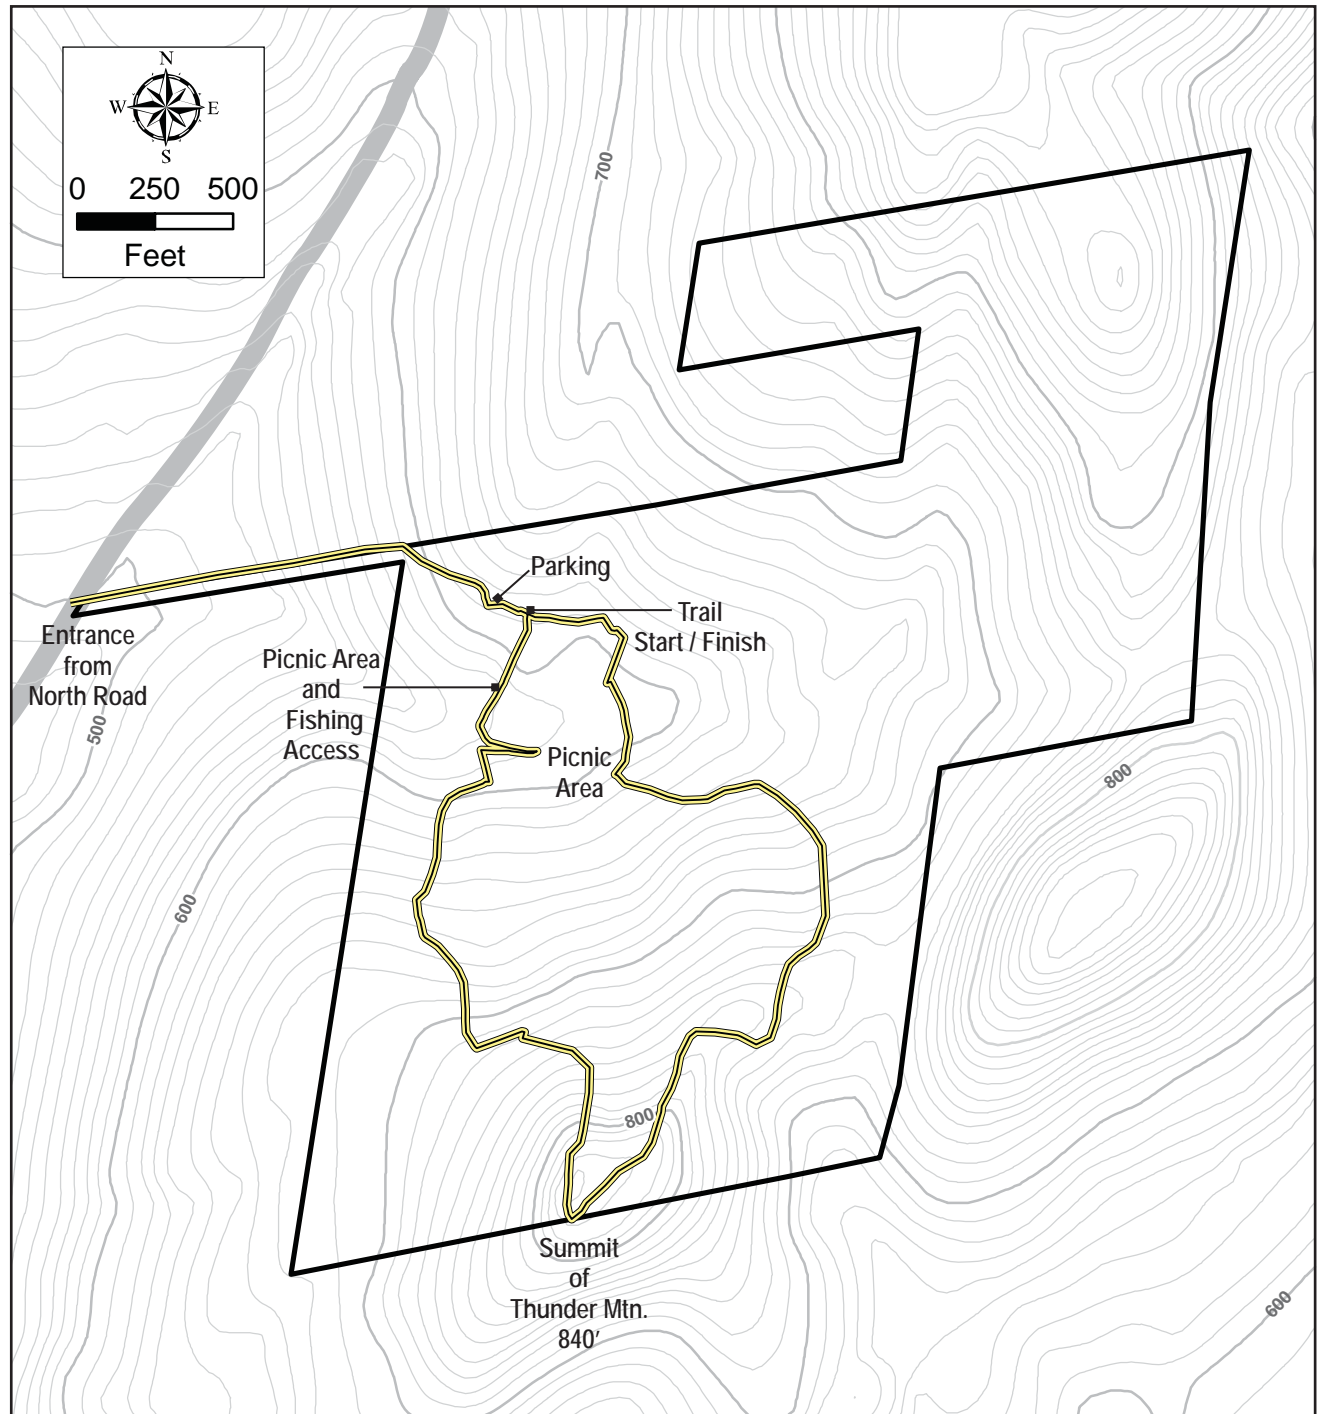 N
W E
S
0 250 500
Feet
700
Parking
Trail
Start / Finish
Entrance
from
North Road
Picnic Area
and
Fishing
Access
500
Picnic
Area
800
600
800
Summit
of
Thunder Mtn.
840′
600